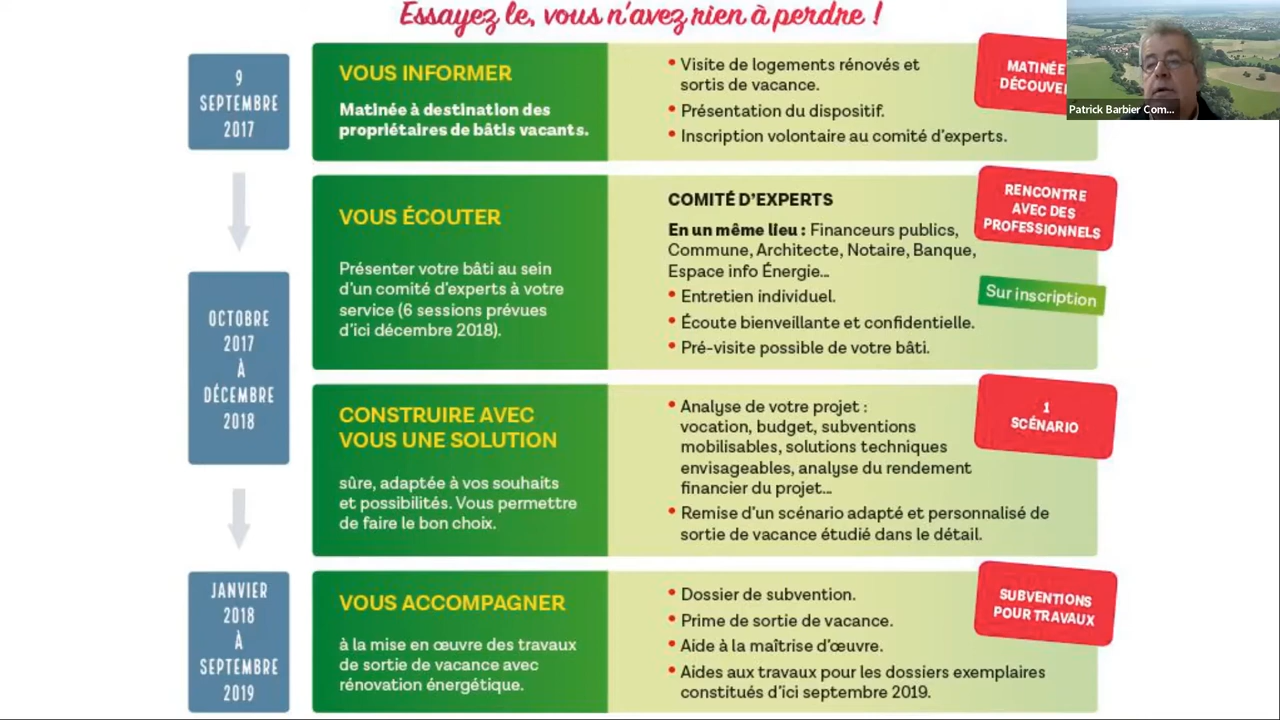 Essayez le, vous n'avez rien à perdre !
9
SEPTEMBRE
2017
VOUS INFORMER
Matinée à destination des
propriétaires de bâtis vacants.
• Visite de logements rénovés et
sortis de vacance.
• Présentation du dispositif.
• Inscription volontaire au comité d'experts.
MATINÉE
Patrick Barbier Com...
OCTOBRE
2017
À
DÉCEMBRE
2018
VOUS ÉCOUTER
Présenter votre bâti au sein
d'un comité d'experts à votre
service (6 sessions prévues
d'ici décembre 2018).
COMITÉ D'EXPERTS
En un même lieu : Financeurs publics,
Commune, Architecte, Notaire, Banque,
Espace info Énergie...
• Entretien individuel.
• Écoute bienveillante et confidentielle.
• Pré-visite possible de votre bâti.
RENCONTRE
AVEC DES
PROFESSIONNELS
Sur inscription
CONSTRUIRE AVEC
VOUS UNE SOLUTION
sûre, adaptée à vos souhaits
et possibilités. Vous permettre
de faire le bon choix.
• Analyse de votre projet :
vocation, budget, subventions
mobilisables, solutions techniques
envisageables, analyse du rendement
financier du projet...
• Remise d'un scénario adapté et personnalisé de
sortie de vacance étudié dans le détail.
1
SCÉNARIO
JANVIER
2018
À
SEPTEMBRE
2019
VOUS ACCOMPAGNER
à la mise en œuvre des travaux
de sortie de vacance avec
rénovation énergétique.
• Dossier de subvention.
• Prime de sortie de vacance.
• Aide à la maîtrise d'œuvre.
• Aides aux travaux pour les dossiers exemplaires
constitués d'ici septembre 2019.
SUBVENTIONS
POUR TRAVAUX